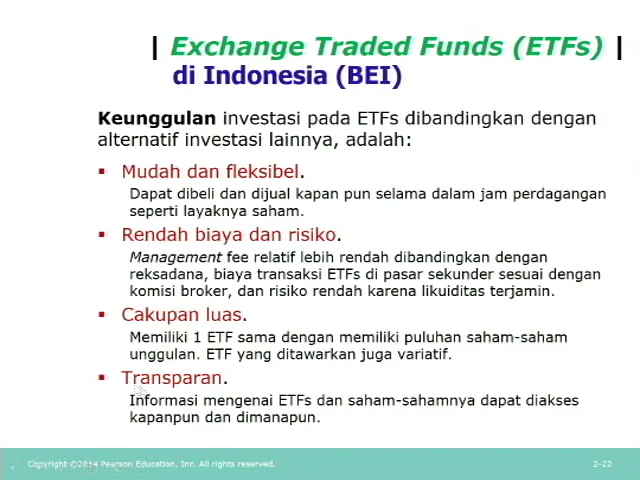 | Exchange Traded Funds (ETFs) |
di Indonesia (BEI)
Keunggulan investasi pada ETFs dibandingkan dengan
alternatif investasi lainnya, adalah:
▪ Mudah dan fleksibel.
Dapat dibeli dan dijual kapan pun selama dalam jam perdagangan
seperti layaknya saham.
▪ Rendah biaya dan risiko.
Management fee relatif lebih rendah dibandingkan dengan
reksadana, biaya transaksi ETFs di pasar sekunder sesuai dengan
komisi broker, dan risiko rendah karena likuiditas terjamin.
▪ Cakupan luas.
Memiliki 1 ETF sama dengan memiliki puluhan saham-saham
unggulan. ETF yang ditawarkan juga variatif.
▪ Transparan.
Informasi mengenai ETFs dan saham-sahamnya dapat diakses
kapanpun dan dimanapun.
Copyright ©2014 Pearson Education, Inc. All rights reserved.
2-22